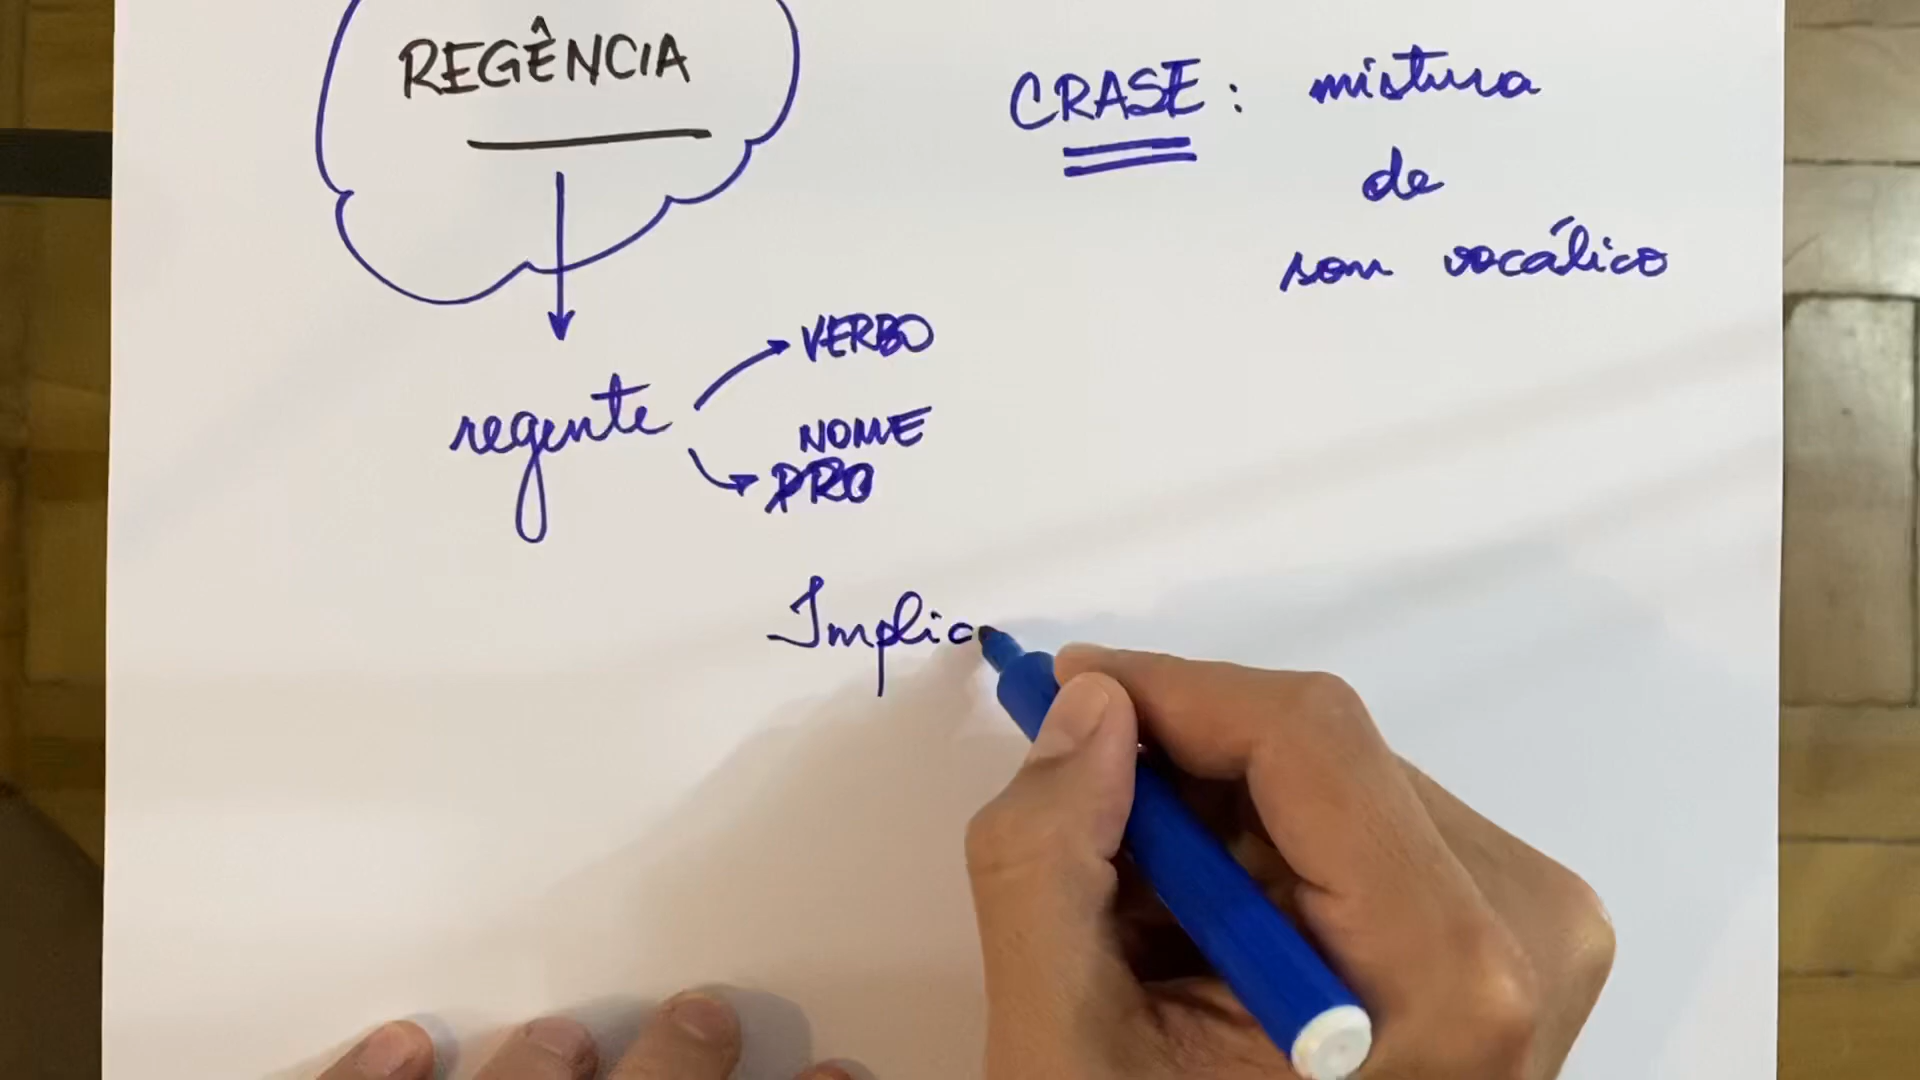 REGÊNCIA
CRASE: mistura
de
som vocálico
regente
VERBO
NOME
PRO
Implic